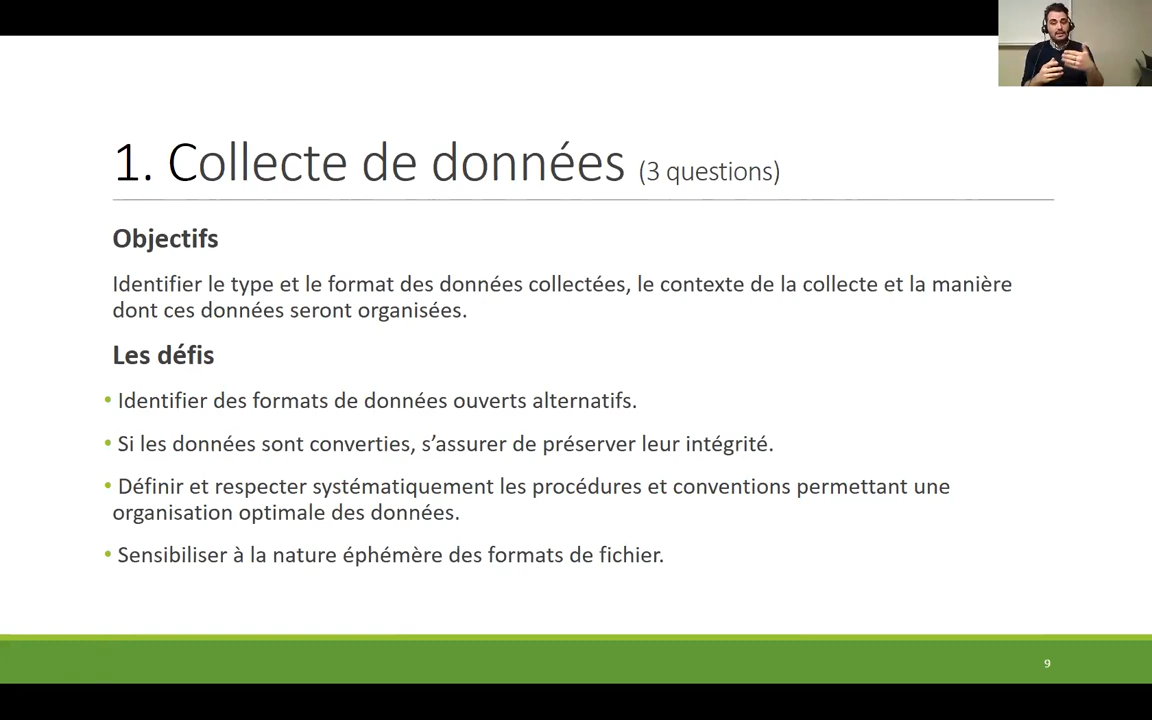 1. Collecte de données (3 questions)
Objectifs
Identifier le type et le format des données collectées, le contexte de la collecte et la manière
dont ces données seront organisées.
Les défis
• Identifier des formats de données ouverts alternatifs.
• Si les données sont converties, s’assurer de préserver leur intégrité.
• Définir et respecter systématiquement les procédures et conventions permettant une
organisation optimale des données.
• Sensibiliser à la nature éphémère des formats de fichier.
9